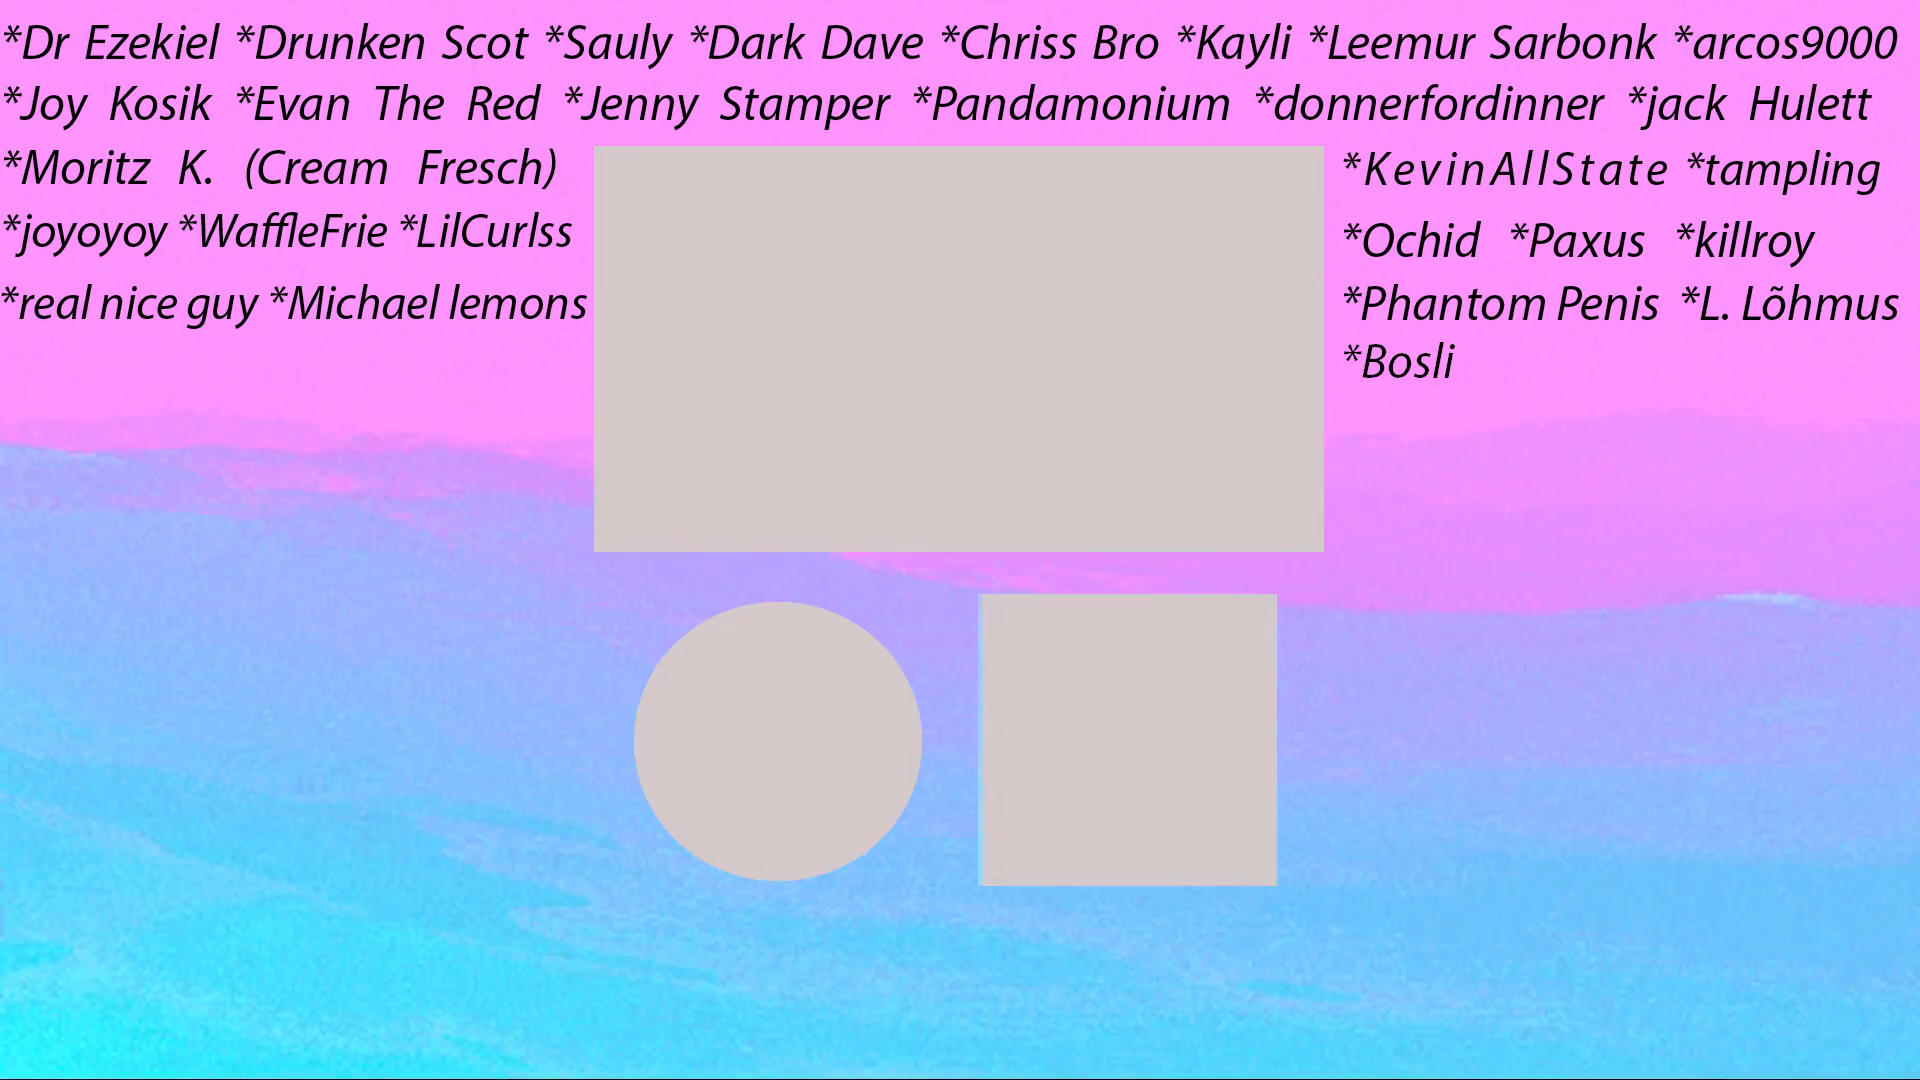 *Dr Ezekiel *Drunken Scot *Sauly *Dark Dave *Chriss Bro *Kayli *Leemur Sarbonk *arcos9000
*Joy Kosik *Evan The Red *Jenny Stamper *Pandamonium *donnerfordinner *jack Hulett
*Moritz K. (Cream Fresch)
*joyoyoy *WaffleFrie *LilCurlss
*real nice guy *Michael lemons
*KevinAllState *tampling
*Ochid *Paxus *killroy
*Phantom Penis *L. Lõhmus
*Bosli